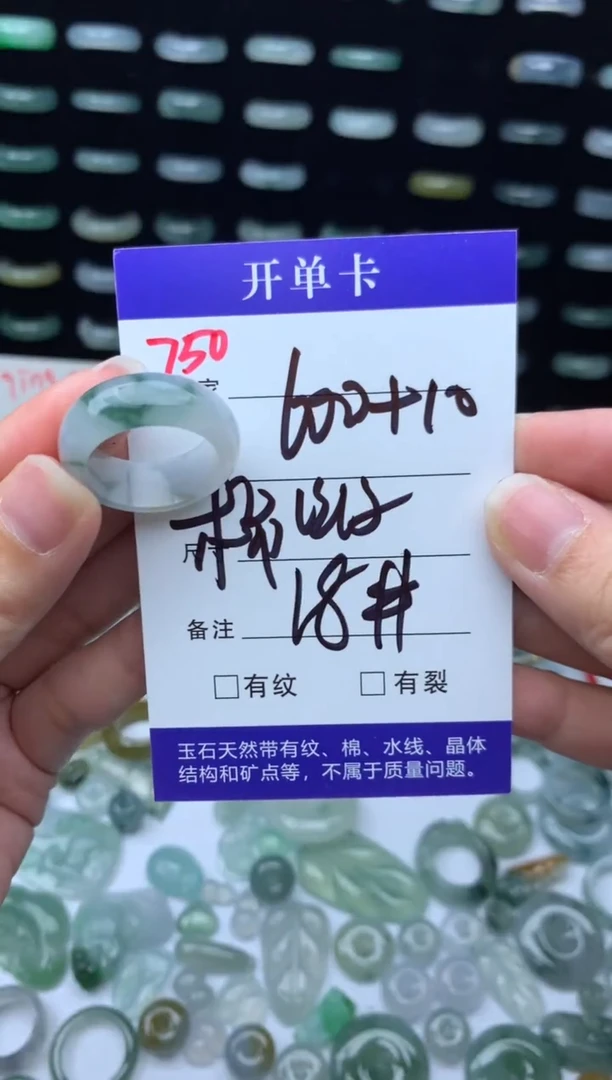 开单卡
750
600+10
尺寸
18#
备注
□有纹 □有裂
玉石天然带有纹、棉、水线、晶体
结构和矿点等，不属于质量问题。